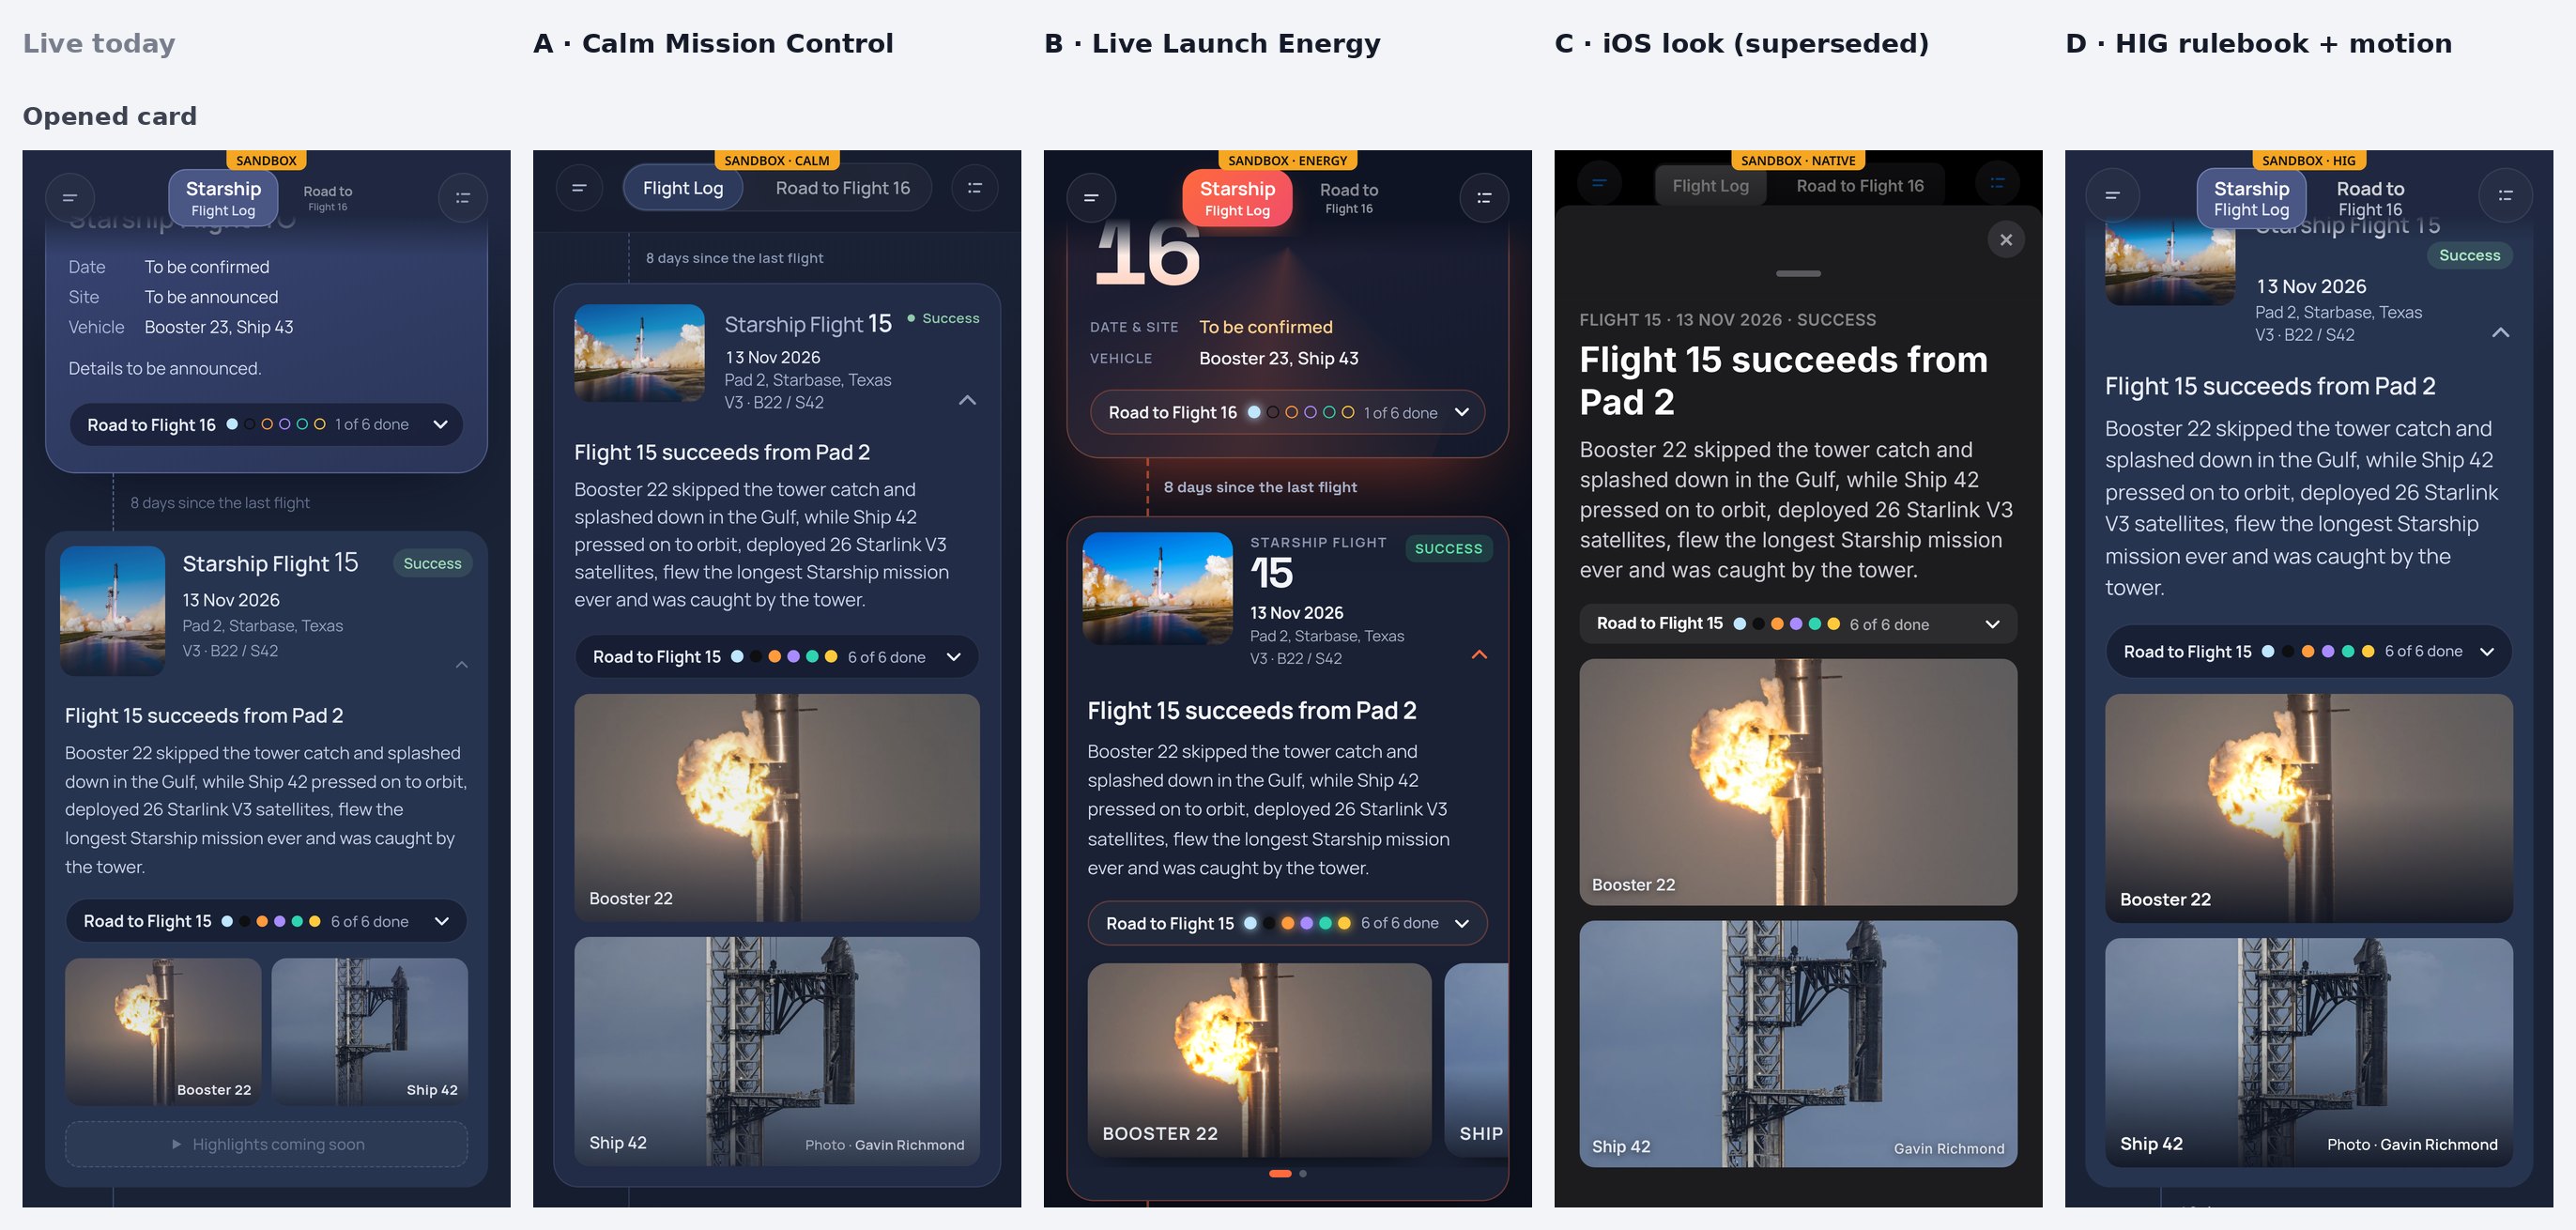 Live today
A · Calm Mission Control
B · Live Launch Energy
C · iOS look (superseded)
D · HIG rulebook + motion
Opened card
SANDBOX
Starship
Flight Log
Road to
Flight 16
Starship Flight 16
Date To be confirmed
Site To be announced
Vehicle Booster 23, Ship 43
Details to be announced.
Road to Flight 16 1 of 6 done
8 days since the last flight
Starship Flight 15 Success
13 Nov 2026
Pad 2, Starbase, Texas
V3 · B22 / S42
Flight 15 succeeds from Pad 2
Booster 22 skipped the tower catch and splashed
down in the Gulf, while Ship 42 pressed on to orbit,
deployed 26 Starlink V3 satellites, flew the
longest Starship mission ever and was caught by
the tower.
Road to Flight 15 6 of 6 done
Booster 22 Ship 42
Highlights coming soon
SANDBOX · CALM
Flight Log Road to Flight 16
8 days since the last flight
Starship Flight 15 Success
13 Nov 2026
Pad 2, Starbase, Texas
V3 · B22 / S42
Flight 15 succeeds from Pad 2
Booster 22 skipped the tower catch and
splashed down in the Gulf, while Ship 42
pressed on to orbit, deployed 26 Starlink V3
satellites, flew the longest Starship mission
ever and was caught by the tower.
Road to Flight 15 6 of 6 done
Booster 22
Ship 42 Photo · Gavin Richmond
SANDBOX · ENERGY
Starship
Flight Log
Road to
Flight 16
16
DATE & SITE To be confirmed
VEHICLE Booster 23, Ship 43
Road to Flight 16 1 of 6 done
8 days since the last flight
STARSHIP FLIGHT SUCCESS
15
13 Nov 2026
Pad 2, Starbase, Texas
V3 · B22 / S42
Flight 15 succeeds from Pad 2
Booster 22 skipped the tower catch and
splashed down in the Gulf, while Ship 42
pressed on to orbit, deployed 26 Starlink V3
satellites, flew the longest Starship mission
ever and was caught by the tower.
Road to Flight 15 6 of 6 done
BOOSTER 22 SHIP
SANDBOX · NATIVE
Flight Log Road to Flight 16
FLIGHT 15 · 13 NOV 2026 · SUCCESS
Flight 15 succeeds from
Pad 2
Booster 22 skipped the tower catch and
splashed down in the Gulf, while Ship 42
pressed on to orbit, deployed 26 Starlink V3
satellites, flew the longest Starship mission
ever and was caught by the tower.
Road to Flight 15 6 of 6 done
Booster 22
Ship 42 Gavin Richmond
SANDBOX · HIG
Starship
Flight Log
Road to
Flight 16
Starship Flight 15
Success
13 Nov 2026
Pad 2, Starbase, Texas
V3 · B22 / S42
Flight 15 succeeds from Pad 2
Booster 22 skipped the tower catch and
splashed down in the Gulf, while Ship 42
pressed on to orbit, deployed 26 Starlink
V3 satellites, flew the longest Starship
mission ever and was caught by the
tower.
Road to Flight 15 6 of 6 done
Booster 22
Ship 42 Photo · Gavin Richmond